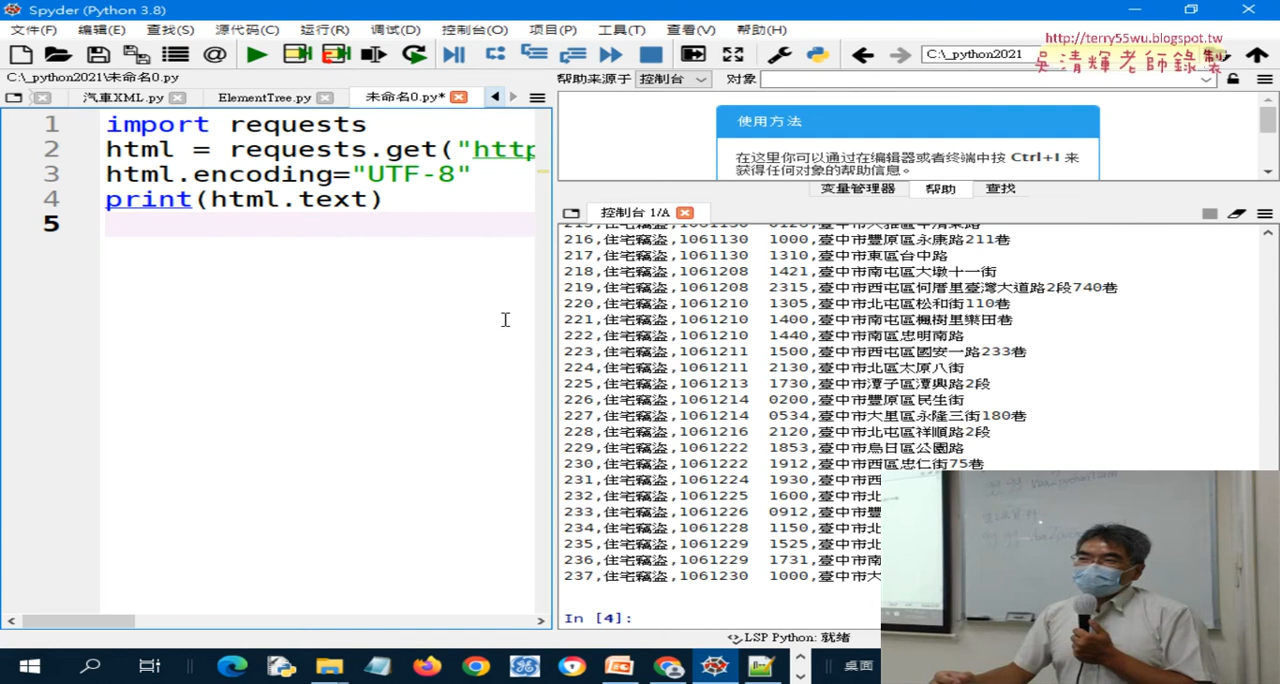 Spyder (Python 3.8)
文件(F) 编辑(E) 查找(S) 源代码(C) 运行(R) 调试(D) 控制台(O) 项目(P) 工具(T) 查看(V) 帮助(H)
http://terry55wu.blogspot.tw
吳清輝老師錄製
C:\_python2021
C:\_python2021\未命名0.py
帮助来源于 控制台 对象
汽車XML.py ElementTree.py 未命名0.py*
1 import requests
2 html = requests.get("http
3 html.encoding="UTF-8"
4 print(html.text)
5
使用方法
在这里你可以通过在编辑器或者终端中按 Ctrl+I 来
获得任何对象的帮助信息。
变量管理器 帮助 查找
控制台 1/A
216,住宅竊盜,1061130 1000,臺中市豐原區永康路211巷
217,住宅竊盜,1061130 1310,臺中市東區台中路
218,住宅竊盜,1061208 1421,臺中市南屯區大墩十一街
219,住宅竊盜,1061208 2315,臺中市西屯區何厝里臺灣大道路2段740巷
220,住宅竊盜,1061210 1305,臺中市北屯區松和街110巷
221,住宅竊盜,1061210 1400,臺中市南屯區楓樹里樂田巷
222,住宅竊盜,1061210 1440,臺中市南區忠明南路
223,住宅竊盜,1061211 1500,臺中市西屯區國安一路233巷
224,住宅竊盜,1061211 2130,臺中市北區太原八街
225,住宅竊盜,1061213 1730,臺中市潭子區潭興路2段
226,住宅竊盜,1061214 0200,臺中市豐原區民生街
227,住宅竊盜,1061214 0534,臺中市大里區永隆三街180巷
228,住宅竊盜,1061216 2120,臺中市北屯區祥順路2段
229,住宅竊盜,1061222 1853,臺中市烏日區公園路
230,住宅竊盜,1061222 1912,臺中市西區忠仁街75巷
231,住宅竊盜,1061224 1930,臺中市西
232,住宅竊盜,1061225 1600,臺中市北
233,住宅竊盜,1061226 0912,臺中市豐
234,住宅竊盜,1061228 1150,臺中市北
235,住宅竊盜,1061229 1525,臺中市北
236,住宅竊盜,1061229 1731,臺中市南
237,住宅竊盜,1061230 1000,臺中市大
In [4]:
LSP Python: 就绪
桌面